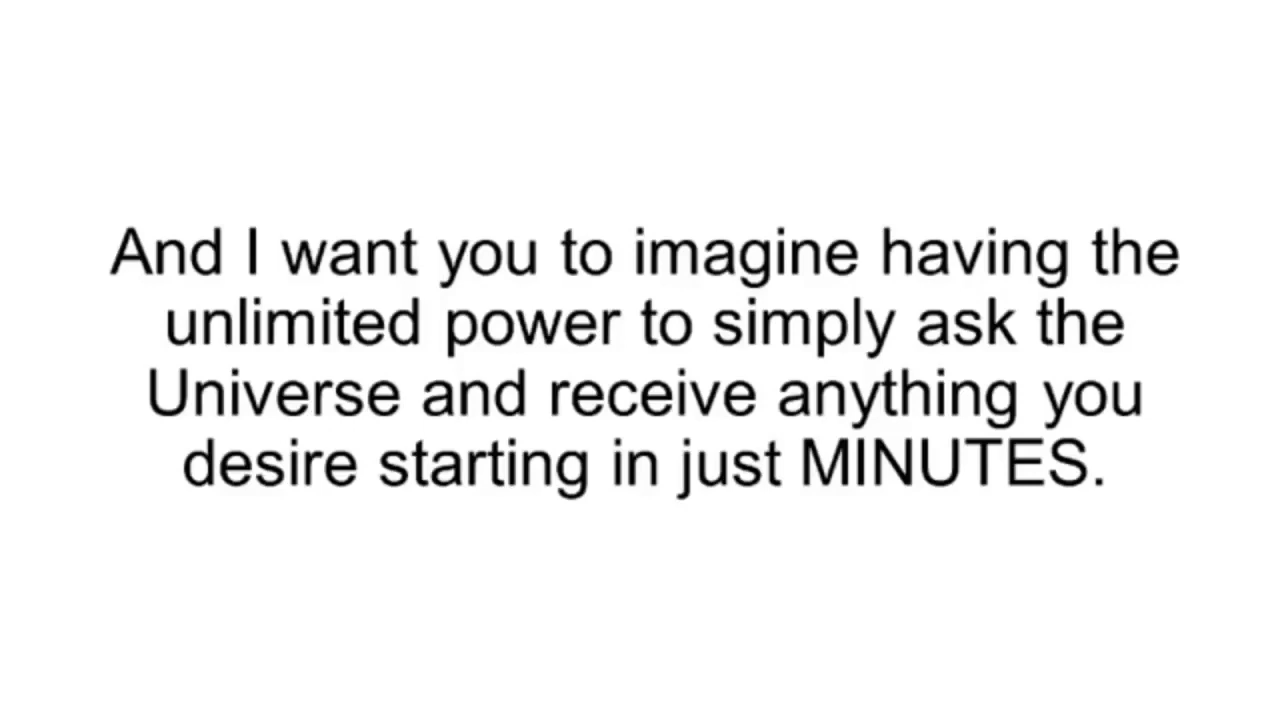 And I want you to imagine having the
unlimited power to simply ask the
Universe and receive anything you
desire starting in just MINUTES.